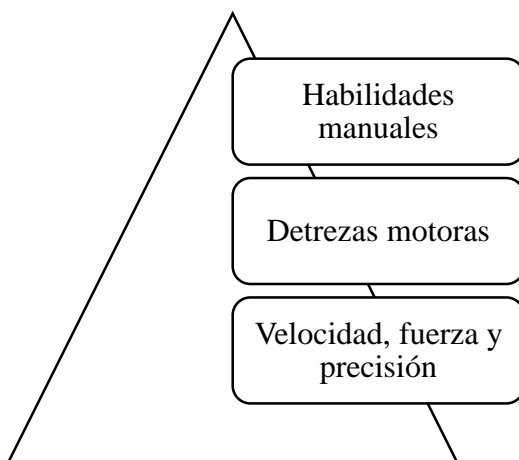 Habilidades
manuales
Detrezas motoras
Velocidad, fuerza y
precisión